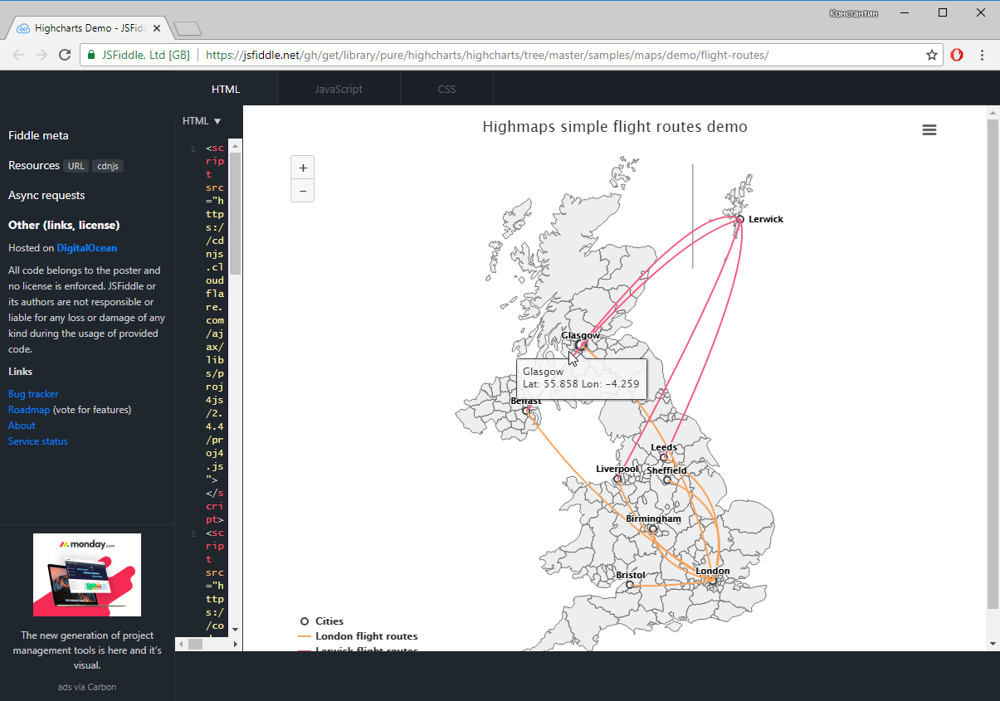 Константин
Highcharts Demo - JSFid
JSFiddle, Ltd [GB]
https://jsfiddle.net/gh/get/library/pure/highcharts/highcharts/tree/master/samples/maps/demo/flight-routes/
HTML
JavaScript
CSS
Fiddle meta
Resources URL cdnjs
Async requests
Other (links, license)
Hosted on DigitalOcean
All code belongs to the poster and
no license is enforced. JSFiddle or
its authors are not responsible or
liable for any loss or damage of any
kind during the usage of provided
code.
Links
Bug tracker
Roadmap (vote for features)
About
Service status
monday.com
The new generation of project
management tools is here and it's
visual.
ads via Carbon
HTML ▼
1 <sc
rip
t
src
="h
ttp
s:/
/cd
njs
.cl
oud
fla
re.
com
/aj
ax/
lib
s/p
roj
4js
/2.
4.4
/pr
oj4
.js
">
</s
cri
pt>
2 <sc
rip
t
src
="h
ttp
s:/
/co
Highmaps simple flight routes demo
+
−
Lerwick
Glasgow
Glasgow
Lat: 55.858 Lon: −4.259
Belfast
Leeds
Liverpool
Sheffield
Birmingham
Bristol
London
Cities
London flight routes
Lerwick flight routes